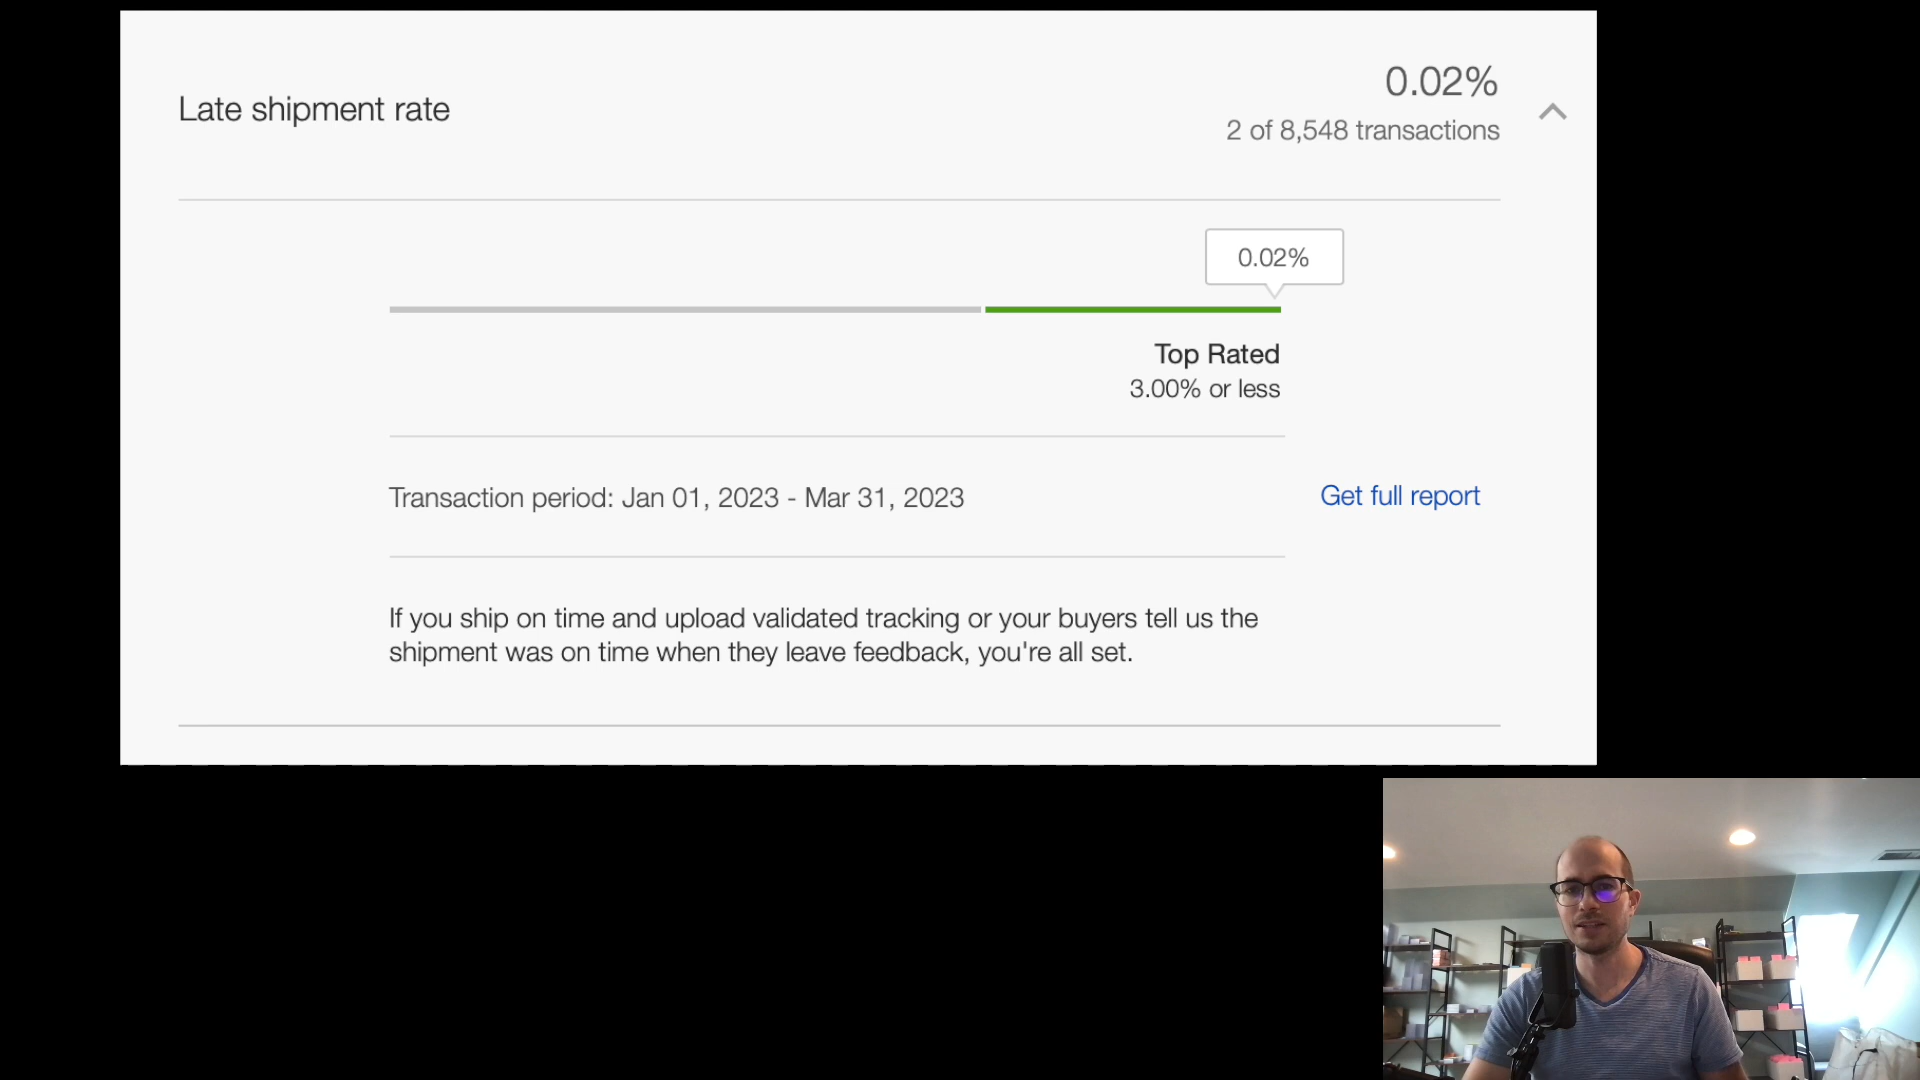 Late shipment rate
0.02%
2 of 8,548 transactions
0.02%
Top Rated
3.00% or less
Transaction period: Jan 01, 2023 - Mar 31, 2023
Get full report
If you ship on time and upload validated tracking or your buyers tell us the
shipment was on time when they leave feedback, you're all set.